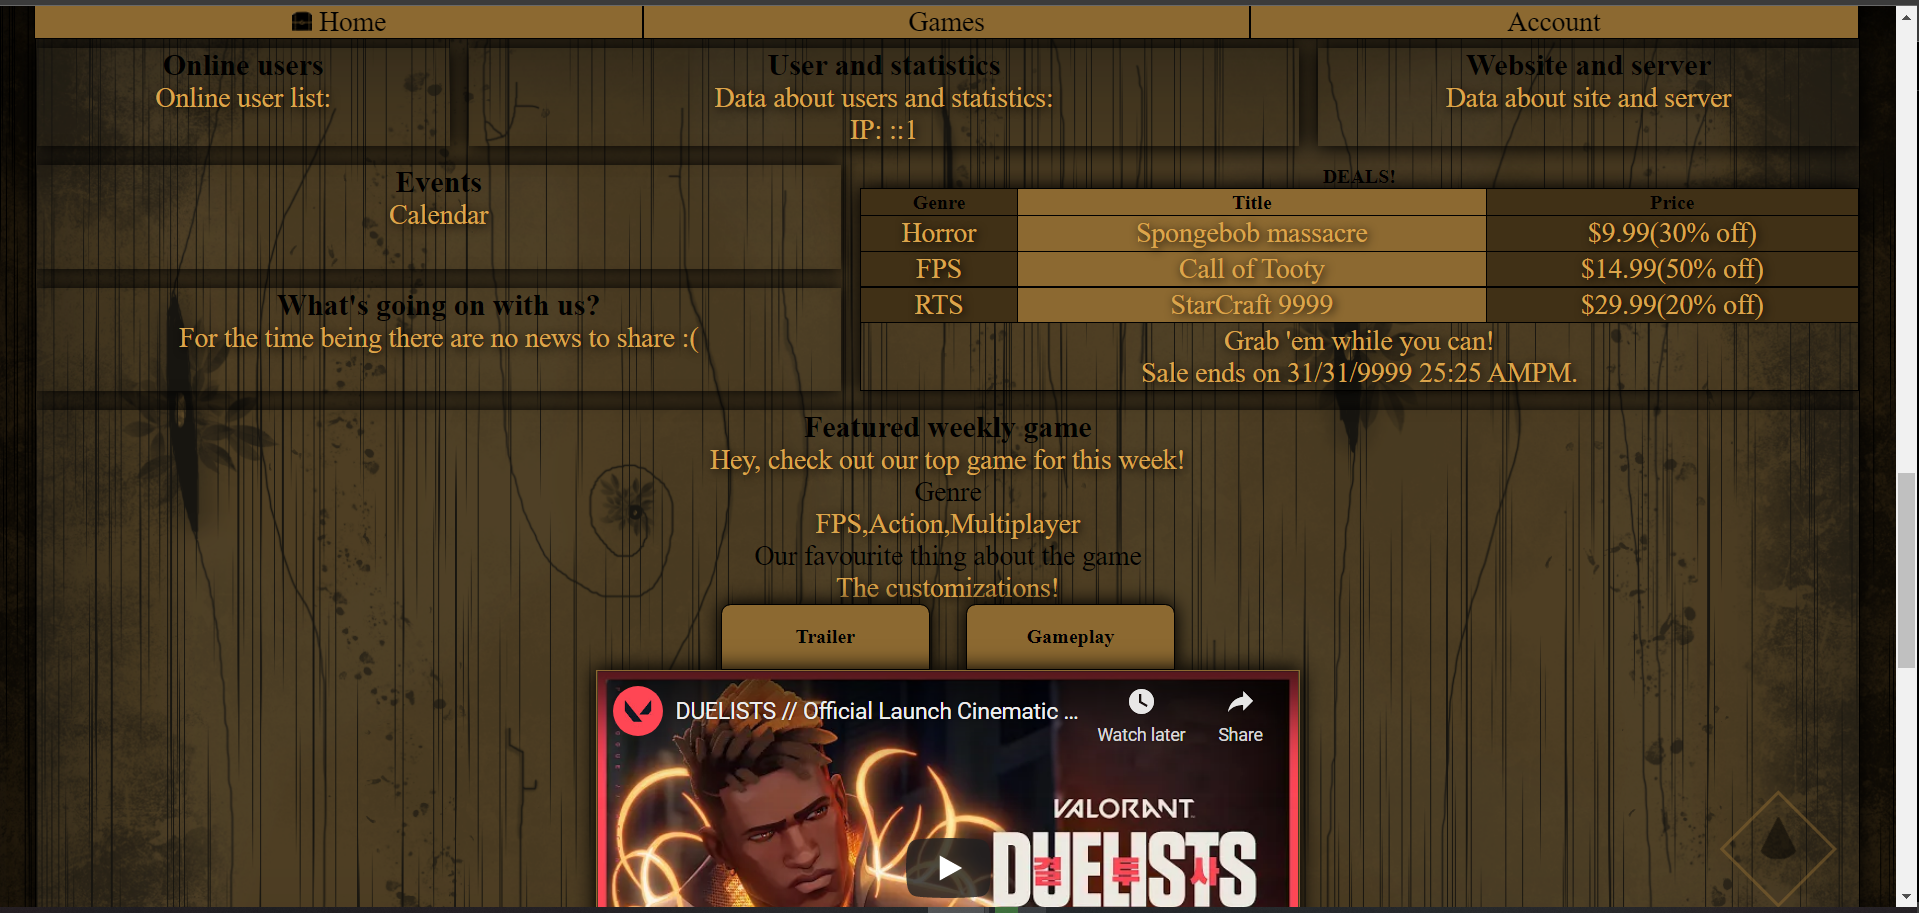 Home
Games
Account
Online users
Online user list:
User and statistics
Data about users and statistics:
IP: ::1
Website and server
Data about site and server
Events
Calendar
What's going on with us?
For the time being there are no news to share :(
DEALS!
Genre Title Price
Horror Spongebob massacre $9.99(30% off)
FPS Call of Tooty $14.99(50% off)
RTS StarCraft 9999 $29.99(20% off)
Grab 'em while you can!
Sale ends on 31/31/9999 25:25 AMPM.
Featured weekly game
Hey, check out our top game for this week!
Genre
FPS,Action,Multiplayer
Our favourite thing about the game
The customizations!
Trailer
Gameplay
DUELISTS // Official Launch Cinematic ...
Watch later
Share
VALORANT
DUELISTS
결투사